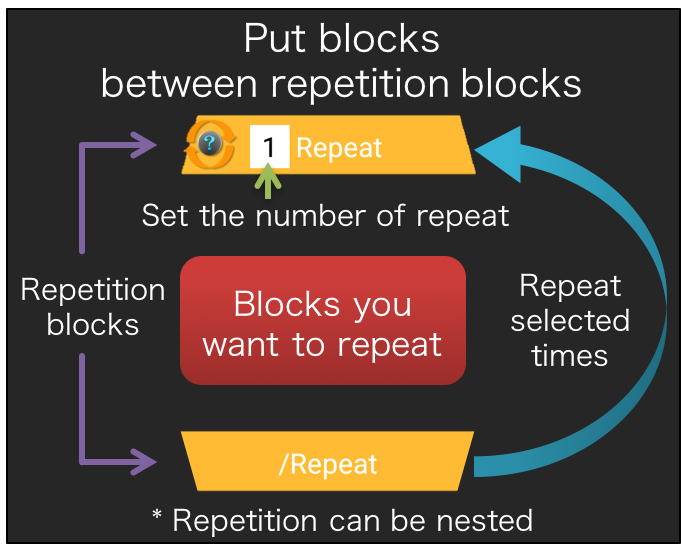 Put blocks
between repetition blocks
? 1 Repeat
Set the number of repeat
Repetition
blocks
Blocks you
want to repeat
Repeat
selected
times
/Repeat
* Repetition can be nested